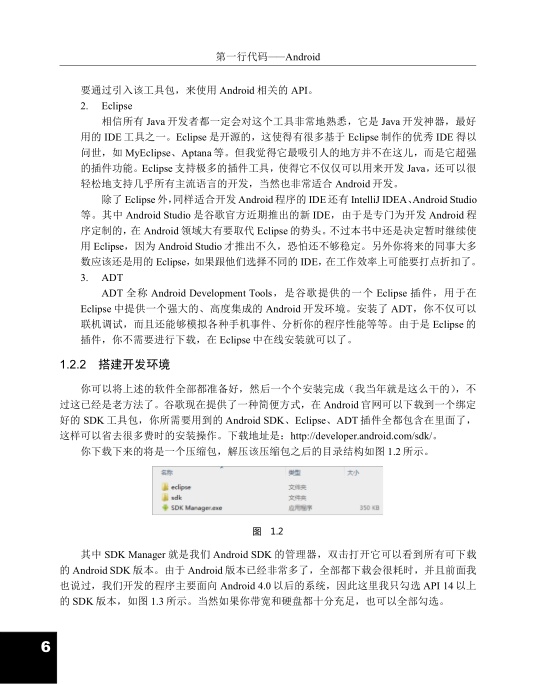 第一行代码——Android
要通过引入该工具包，来使用 Android 相关的 API。
2. Eclipse
相信所有 Java 开发者都一定会对这个工具非常地熟悉，它是 Java 开发神器，最好
用的 IDE 工具之一。Eclipse 是开源的，这使得有很多基于 Eclipse 制作的优秀 IDE 得以
问世，如 MyEclipse、Aptana 等。但我觉得它最吸引人的地方并不在这儿，而是它超强
的插件功能。Eclipse 支持极多的插件工具，使得它不仅仅可以用来开发 Java，还可以很
轻松地支持几乎所有主流语言的开发，当然也非常适合 Android 开发。
除了 Eclipse 外，同样适合开发 Android 程序的 IDE 还有 IntelliJ IDEA、Android Studio
等。其中 Android Studio 是谷歌官方近期推出的新 IDE，由于是专门为开发 Android 程
序定制的，在 Android 领域大有要取代 Eclipse 的势头。不过本书中还是决定暂时继续使
用 Eclipse，因为 Android Studio 才推出不久，恐怕还不够稳定。另外你将来的同事大多
数应该还是用的 Eclipse，如果跟他们选择不同的 IDE，在工作效率上可能要打点折扣了。
3. ADT
ADT 全称 Android Development Tools，是谷歌提供的一个 Eclipse 插件，用于在
Eclipse 中提供一个强大的、高度集成的 Android 开发环境。安装了 ADT，你不仅可以
联机调试，而且还能够模拟各种手机事件、分析你的程序性能等等。由于是 Eclipse 的
插件，你不需要进行下载，在 Eclipse 中在线安装就可以了。
1.2.2 搭建开发环境
你可以将上述的软件全部都准备好，然后一个个安装完成（我当年就是这么干的），不
过这已经是老方法了。谷歌现在提供了一种简便方式，在 Android 官网可以下载到一个绑定
好的 SDK 工具包，你所需要用到的 Android SDK、Eclipse、ADT 插件全都包含在里面了，
这样可以省去很多费时的安装操作。下载地址是：http://developer.android.com/sdk/。
你下载下来的将是一个压缩包，解压该压缩包之后的目录结构如图 1.2 所示。
名称 类型 大小
eclipse 文件夹
sdk 文件夹
SDK Manager.exe 应用程序 350 KB
图 1.2
其中 SDK Manager 就是我们 Android SDK 的管理器，双击打开它可以看到所有可下载
的 Android SDK 版本。由于 Android 版本已经非常多了，全部都下载会很耗时，并且前面我
也说过，我们开发的程序主要面向 Android 4.0 以后的系统，因此这里我只勾选 API 14 以上
的 SDK 版本，如图 1.3 所示。当然如果你带宽和硬盘都十分充足，也可以全部勾选。
6